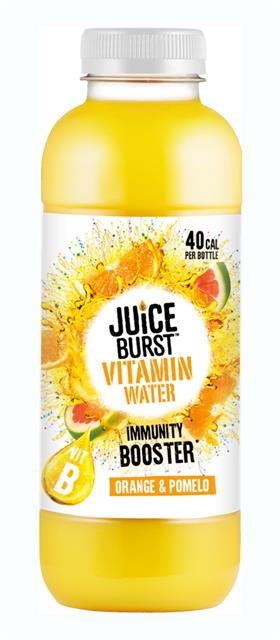 40 CAL
PER BOTTLE
JUICE
BURST™
VITAMIN
WATER
IMMUNITY
BOOSTER
VIT
B
ORANGE & POMELO